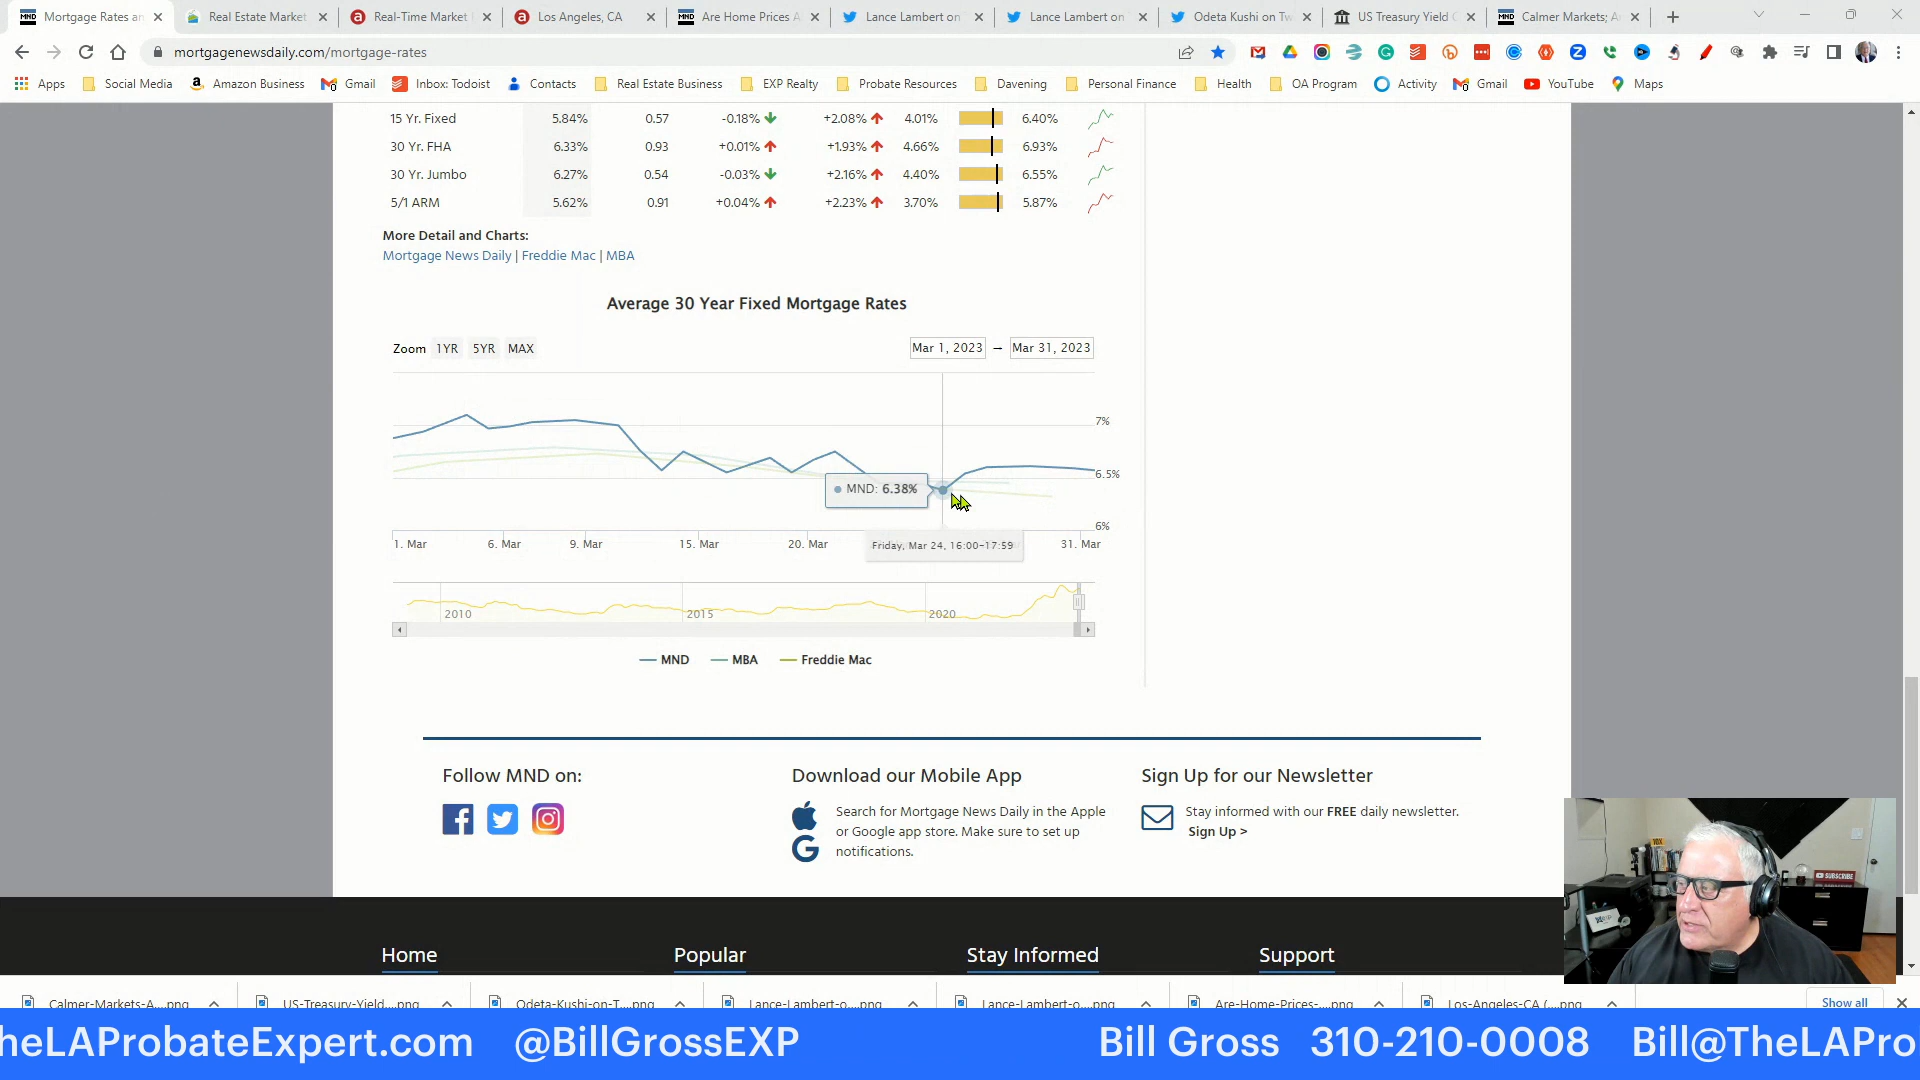 Mortgage Rates an
Real Estate Market
Real-Time Market
Los Angeles, CA
Are Home Prices A
Lance Lambert on
Lance Lambert on
Odeta Kushi on Tw
US Treasury Yield C
Calmer Markets; A
mortgagenewsdaily.com/mortgage-rates
Apps
Social Media
Amazon Business
Gmail
Inbox: Todoist
Contacts
Real Estate Business
EXP Realty
Probate Resources
Davening
Personal Finance
Health
OA Program
Activity
Gmail
YouTube
Maps
15 Yr. Fixed 5.84% 0.57 -0.18% +2.08% 4.01% 6.40%
30 Yr. FHA 6.33% 0.93 +0.01% +1.93% 4.66% 6.93%
30 Yr. Jumbo 6.27% 0.54 -0.03% +2.16% 4.40% 6.55%
5/1 ARM 5.62% 0.91 +0.04% +2.23% 3.70% 5.87%
More Detail and Charts:
Mortgage News Daily | Freddie Mac | MBA
Average 30 Year Fixed Mortgage Rates
Zoom 1YR 5YR MAX
Mar 1, 2023 → Mar 31, 2023
7%
6.5%
MND: 6.38%
6%
1. Mar 6. Mar 9. Mar 15. Mar 20. Mar 31. Mar
Friday, Mar 24, 16:00-17:59
2010 2015 2020
MND MBA Freddie Mac
Follow MND on:
Download our Mobile App
Search for Mortgage News Daily in the Apple
or Google app store. Make sure to set up
notifications.
Sign Up for our Newsletter
Stay informed with our FREE daily newsletter.
Sign Up >
SUBSCRIBE
Home
Popular
Stay Informed
Support
Calmer-Markets-A....png
US-Treasury-Yield....png
Odeta-Kushi-on-T....png
Lance-Lambert-o....png
Lance-Lambert-o....png
Are-Home-Prices-....png
Los-Angeles-CA (....png
Show all
heLAProbateExpert.com @BillGrossEXP Bill Gross 310-210-0008 Bill@TheLAPro